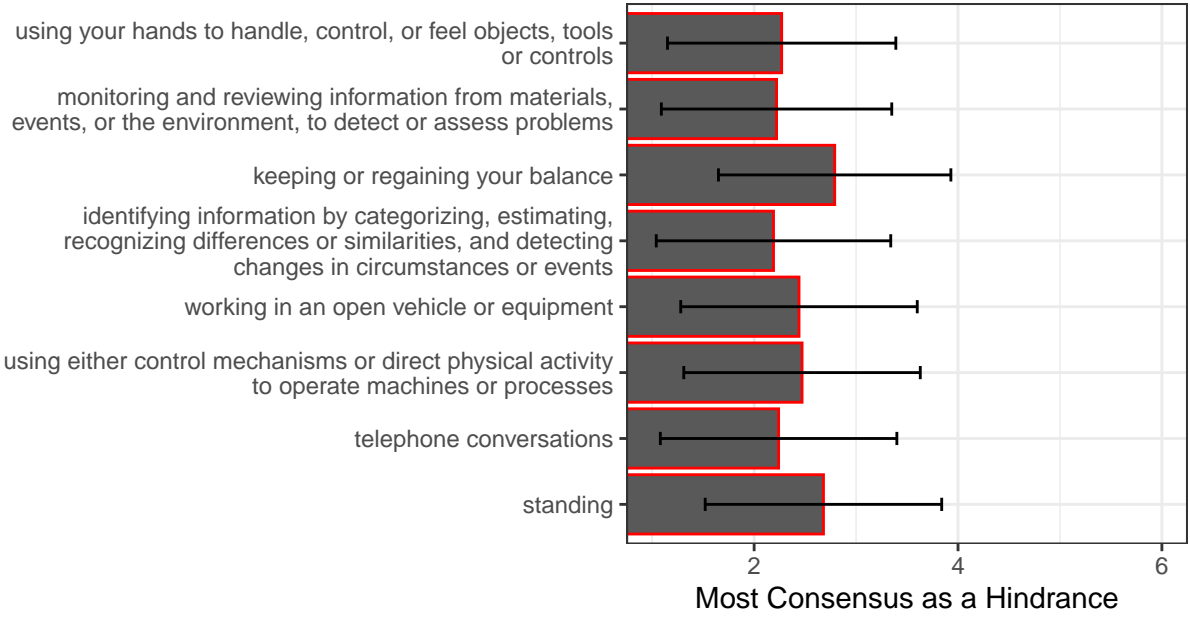 using your hands to handle, control, or feel objects, tools
or controls
monitoring and reviewing information from materials,
events, or the environment, to detect or assess problems
keeping or regaining your balance
identifying information by categorizing, estimating,
recognizing differences or similarities, and detecting
changes in circumstances or events
working in an open vehicle or equipment
using either control mechanisms or direct physical activity
to operate machines or processes
telephone conversations
standing
2 4 6
Most Consensus as a Hindrance